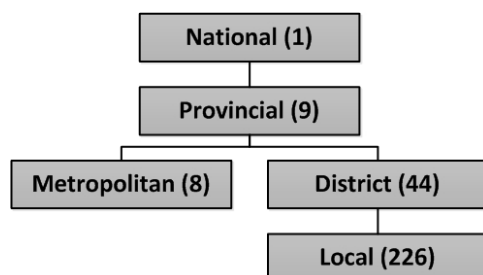 National (1)
Provincial (9)
Metropolitan (8)
District (44)
Local (226)